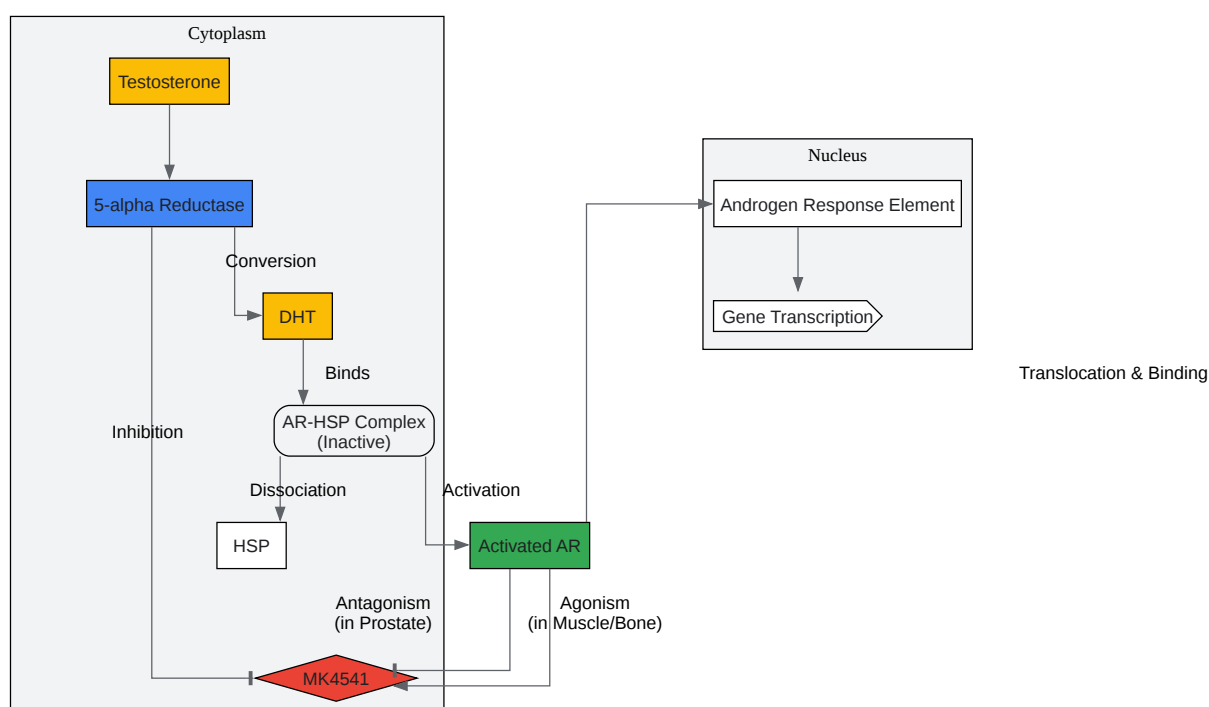 Cytoplasm
Testosterone
Nucleus
5-alpha Reductase
Androgen Response Element
Conversion
DHT
Gene Transcription
Binds
Translocation & Binding
AR-HSP Complex
(Inactive)
Inhibition
Dissociation
Activation
HSP
Activated AR
Antagonism
(in Prostate)
Agonism
(in Muscle/Bone)
MK4541